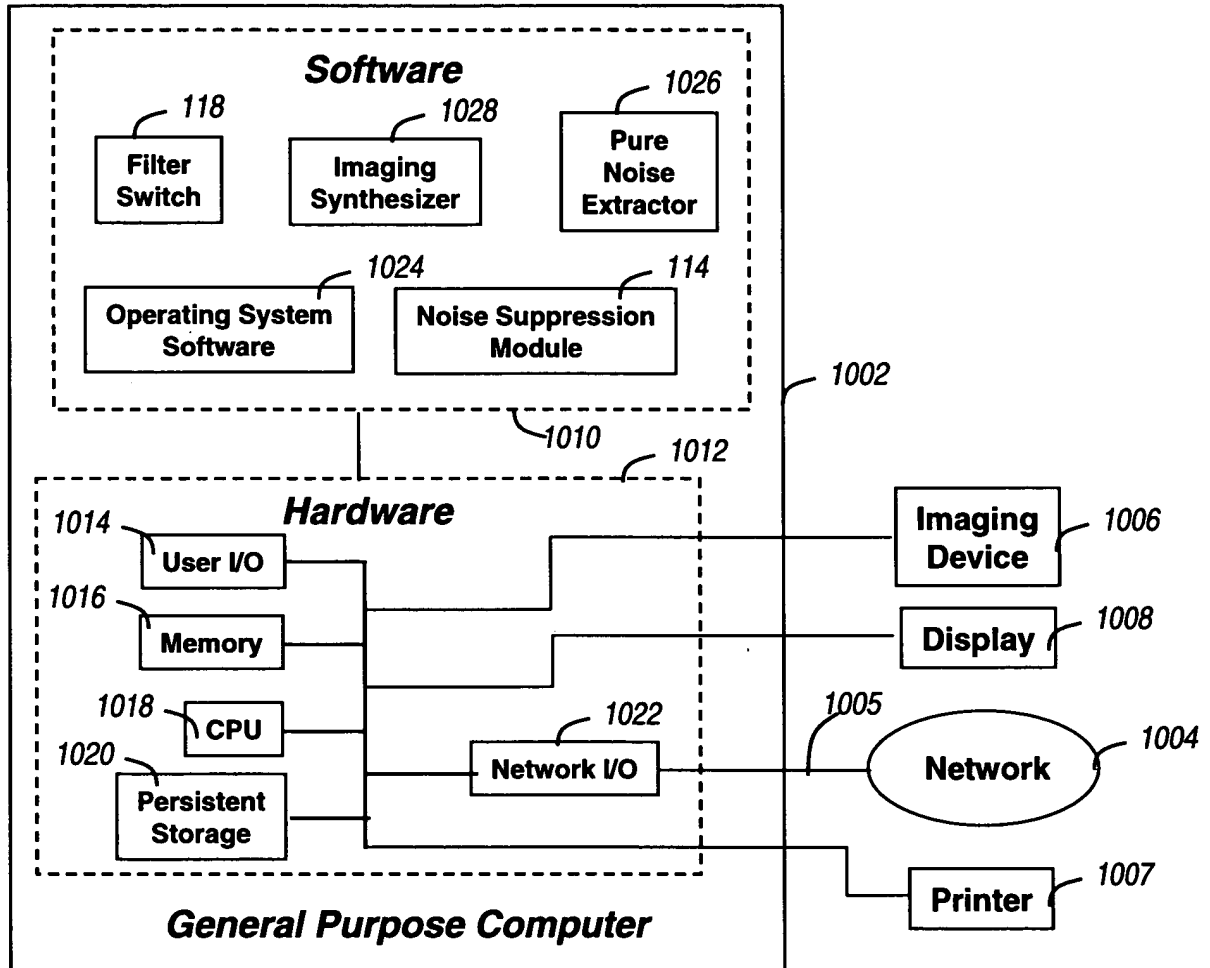 Software
118
1028
1026
Filter
Switch
Imaging
Synthesizer
Pure
Noise
Extractor
1024
114
Operating System
Software
Noise Suppression
Module
1002
1010
1012
Hardware
1014
User I/O
Imaging
Device
1006
1016
Memory
Display
1008
1018
CPU
1022
1005
1004
1020
Network I/O
Network
Persistent
Storage
1007
Printer
General Purpose Computer